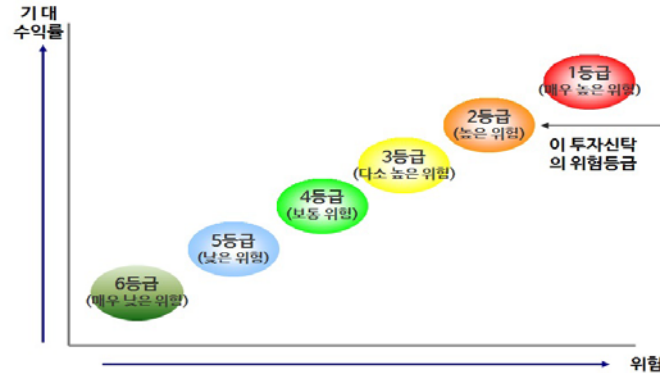 기 대
수익률
1등급
(매우 높은 위험)
2등급
(높은 위험)
이 투자신탁
의 위험등급
3등급
(다소 높은 위험)
4등급
(보통 위험)
5등급
(낮은 위험)
6등급
(매우 낮은 위험)
위험